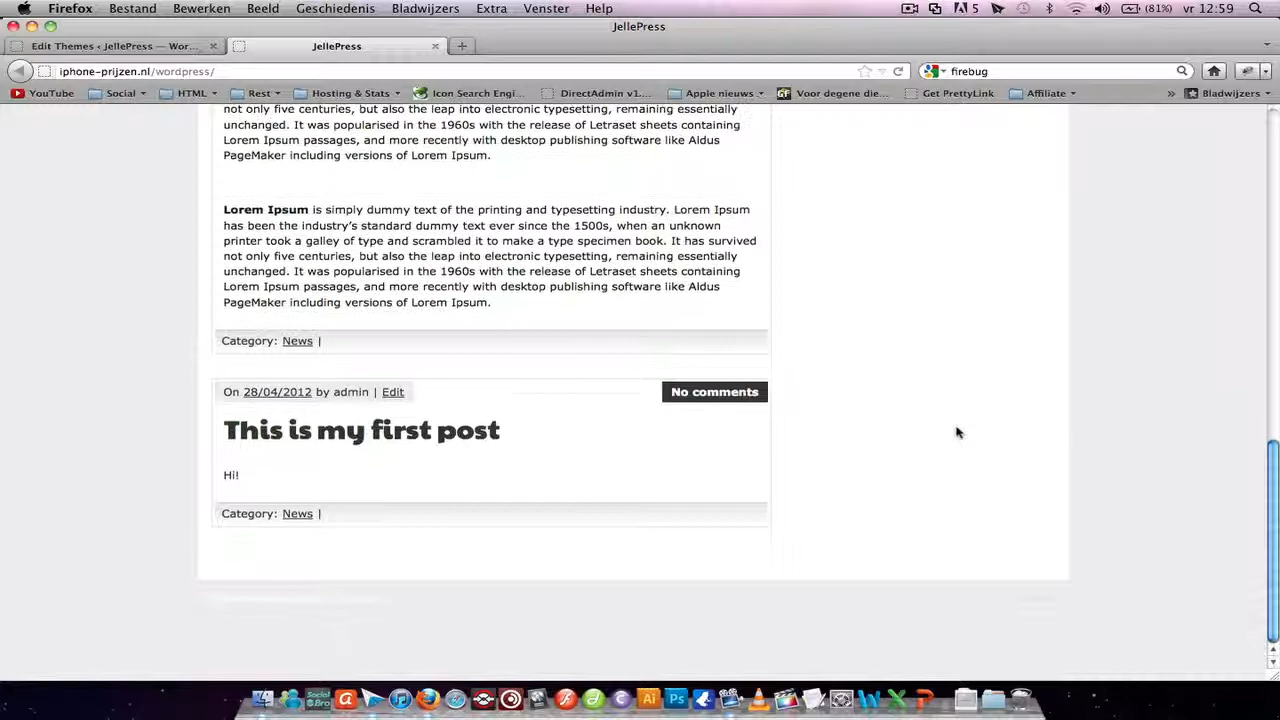 Firefox Bestand Bewerken Beeld Geschiedenis Bladwijzers Extra Venster Help 5 (81%) vr 12:59
JellePress
Edit Themes ‹ JellePress — Wor... JellePress
iphone-prijzen.nl/wordpress/ firebug
YouTube Social HTML Rest Hosting & Stats Icon Search Engi... DirectAdmin v1.21... Apple nieuws GF Voor degene die... Get PrettyLink Affiliate » Bladwijzers
not only five centuries, but also the leap into electronic typesetting, remaining essentially
unchanged. It was popularised in the 1960s with the release of Letraset sheets containing
Lorem Ipsum passages, and more recently with desktop publishing software like Aldus
PageMaker including versions of Lorem Ipsum.
Lorem Ipsum is simply dummy text of the printing and typesetting industry. Lorem Ipsum
has been the industry’s standard dummy text ever since the 1500s, when an unknown
printer took a galley of type and scrambled it to make a type specimen book. It has survived
not only five centuries, but also the leap into electronic typesetting, remaining essentially
unchanged. It was popularised in the 1960s with the release of Letraset sheets containing
Lorem Ipsum passages, and more recently with desktop publishing software like Aldus
PageMaker including versions of Lorem Ipsum.
Category: News |
On 28/04/2012 by admin | Edit No comments
This is my first post
Hi!
Category: News |
Social Bro Ai Ps